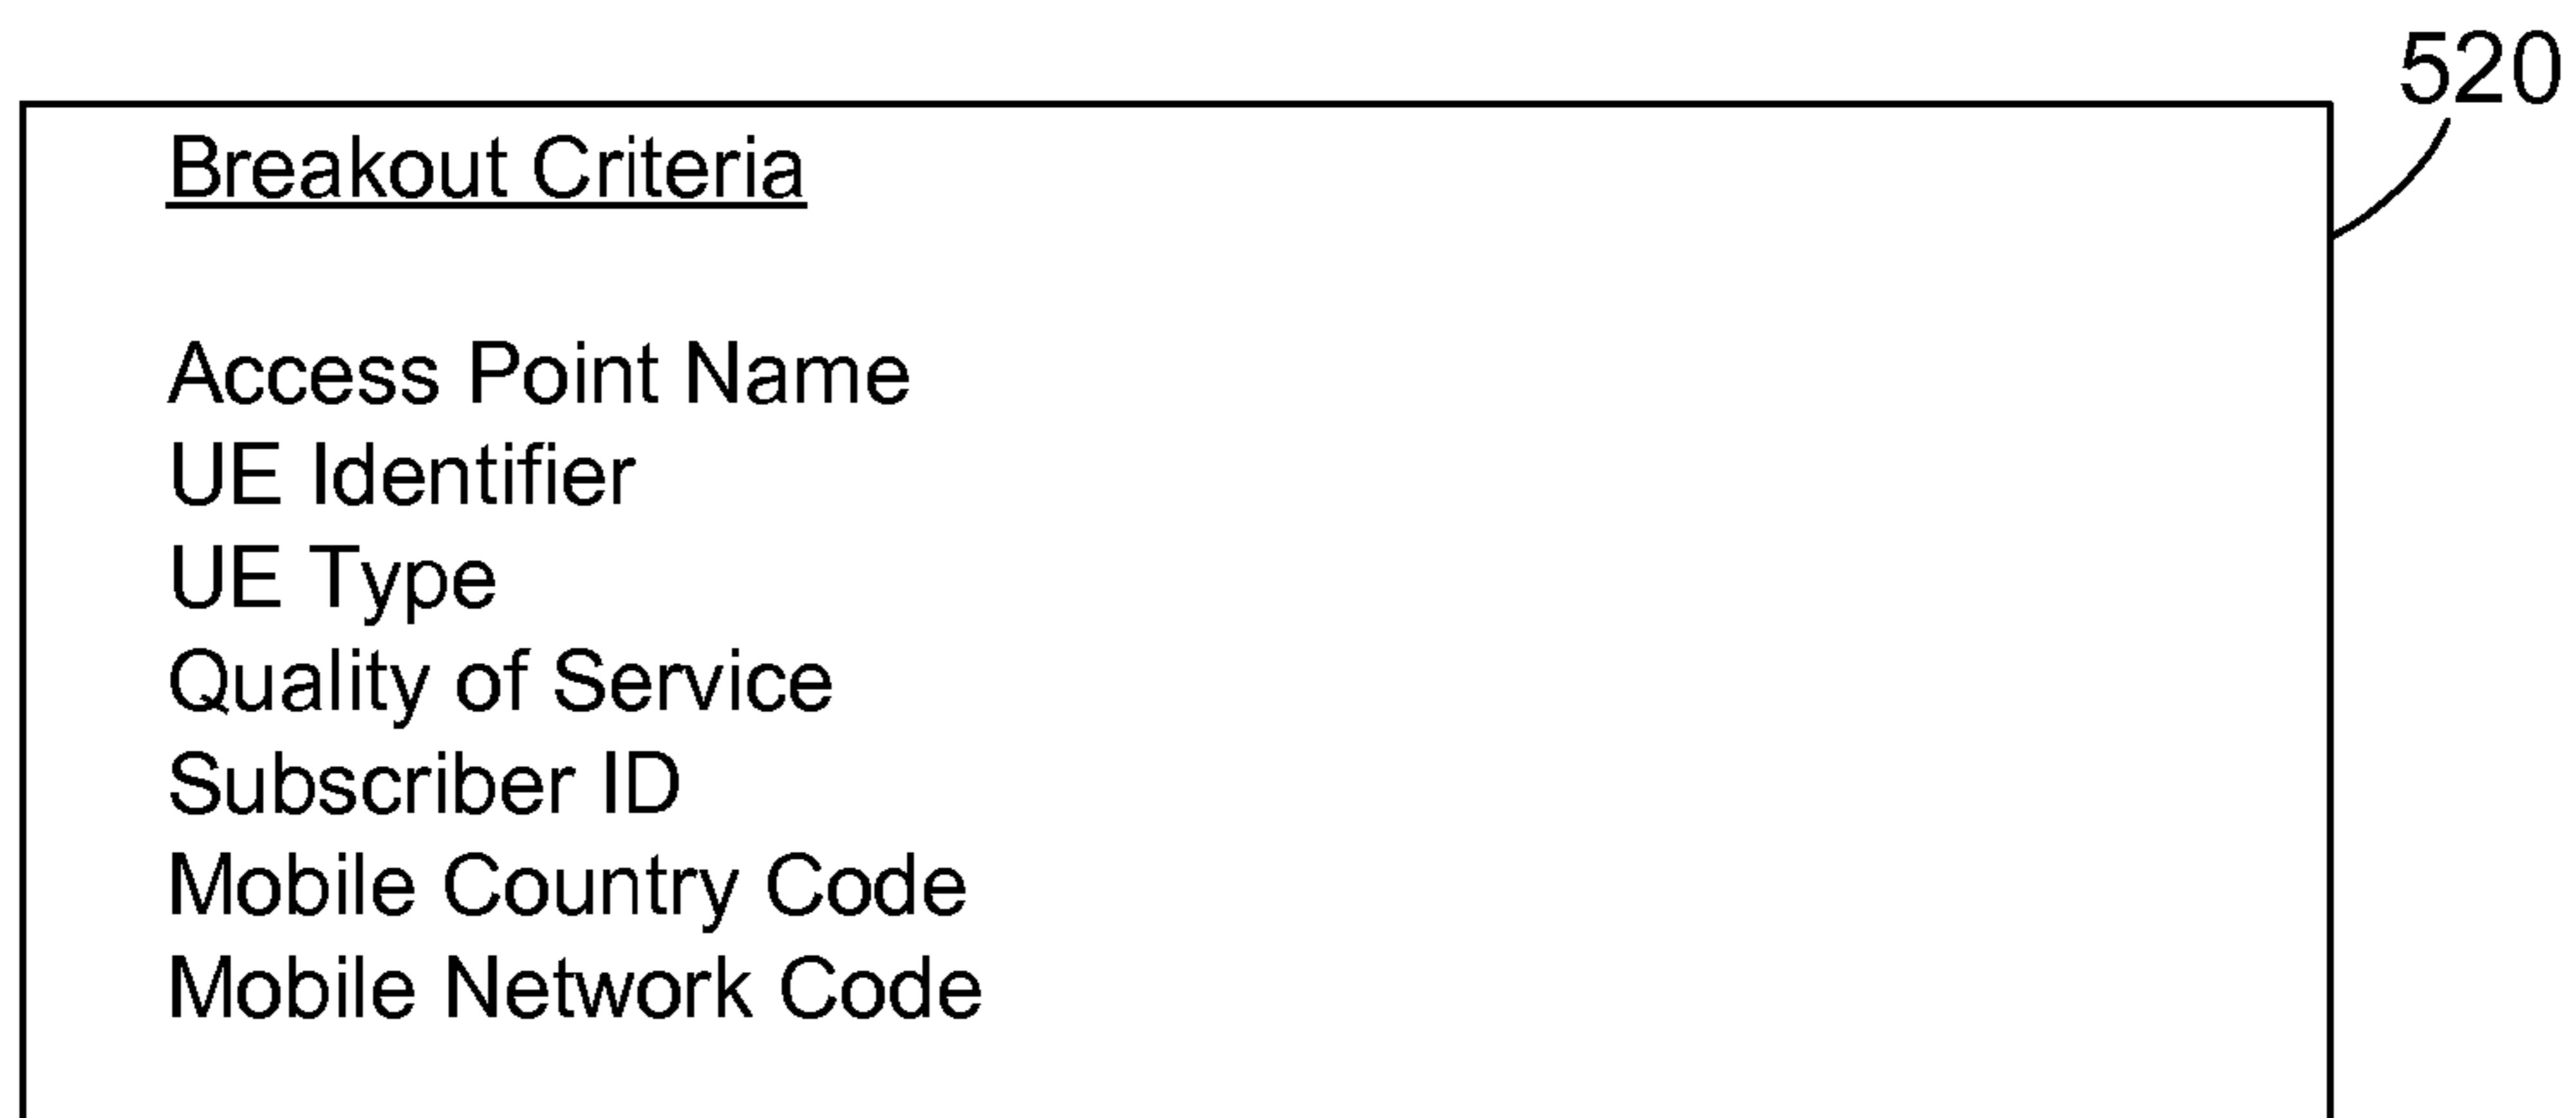 520
Breakout Criteria
Access Point Name
UE Identifier
UE Type
Quality of Service
Subscriber ID
Mobile Country Code
Mobile Network Code